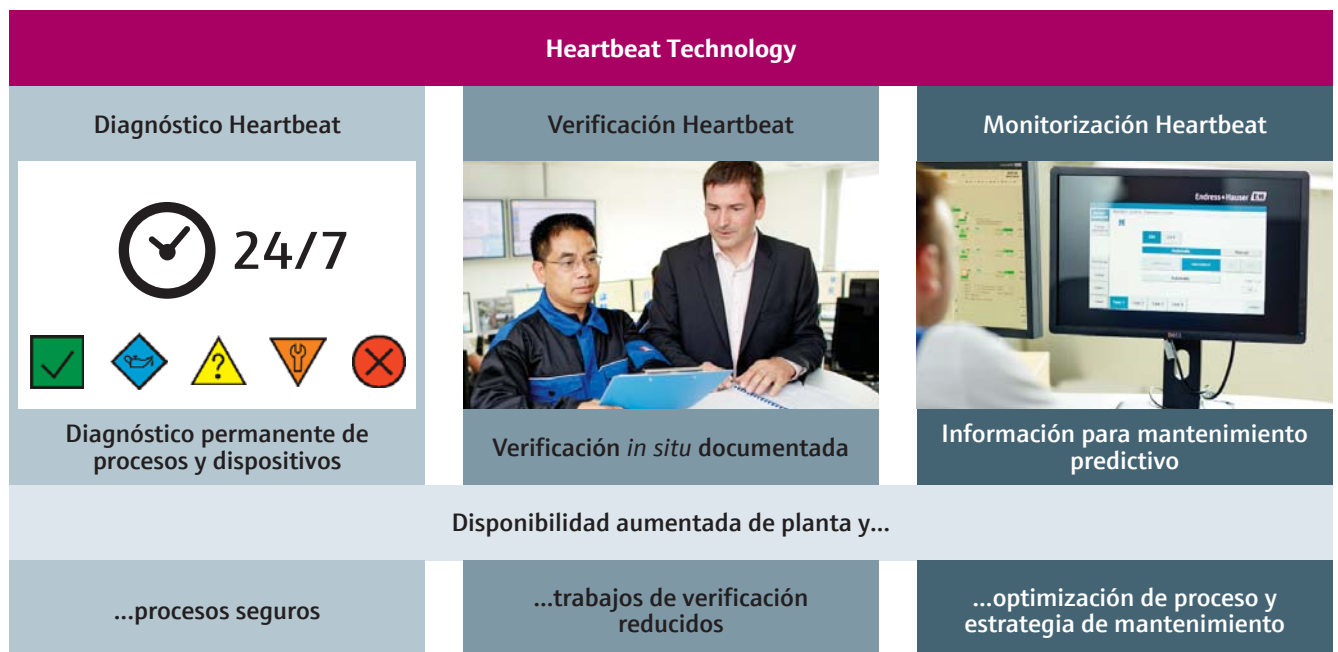 Heartbeat Technology
Diagnóstico Heartbeat
24/7
?
Diagnóstico permanente de
procesos y dispositivos
Verificación Heartbeat
Verificación in situ documentada
Monitorización Heartbeat
Endress+Hauser EH
DELL
Información para mantenimiento
predictivo
Disponibilidad aumentada de planta y...
...procesos seguros
...trabajos de verificación
reducidos
...optimización de proceso y
estrategia de mantenimiento